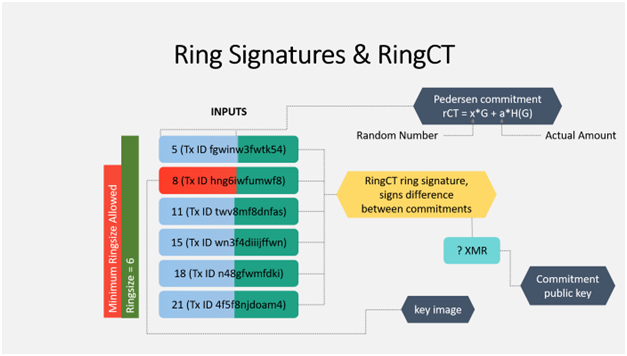 Ring Signatures & RingCT
INPUTS
Pedersen commitment
rCT = x*G + a*H(G)
Random Number
Actual Amount
5 (Tx ID fgwinw3fwtk54)
8 (Tx ID hng6iwfumwf8)
11 (Tx ID twv8mf8dnfas)
15 (Tx ID wn3f4diiijffwn)
18 (Tx ID n48gfwmfdki)
21 (Tx ID 4f5f8njdoam4)
Minimum Ringsize Allowed
Ringsize = 6
RingCT ring signature,
signs difference
between commitments
? XMR
Commitment
public key
key image